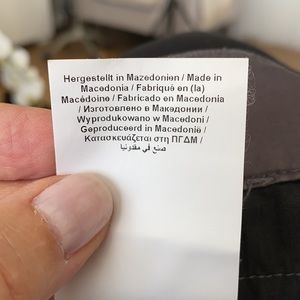 Hergestellt in Mazedonien / Made in
Macedonia / Fabriqué en (la)
Macédoine / Fabricado en Macedonia
/ Изготовлено в Македонии /
Wyprodukowano w Macedoni /
Geproduceerd in Macedonië /
Κατασκευάζεται στη ΠΓΔΜ /
صنع في مقدونيا